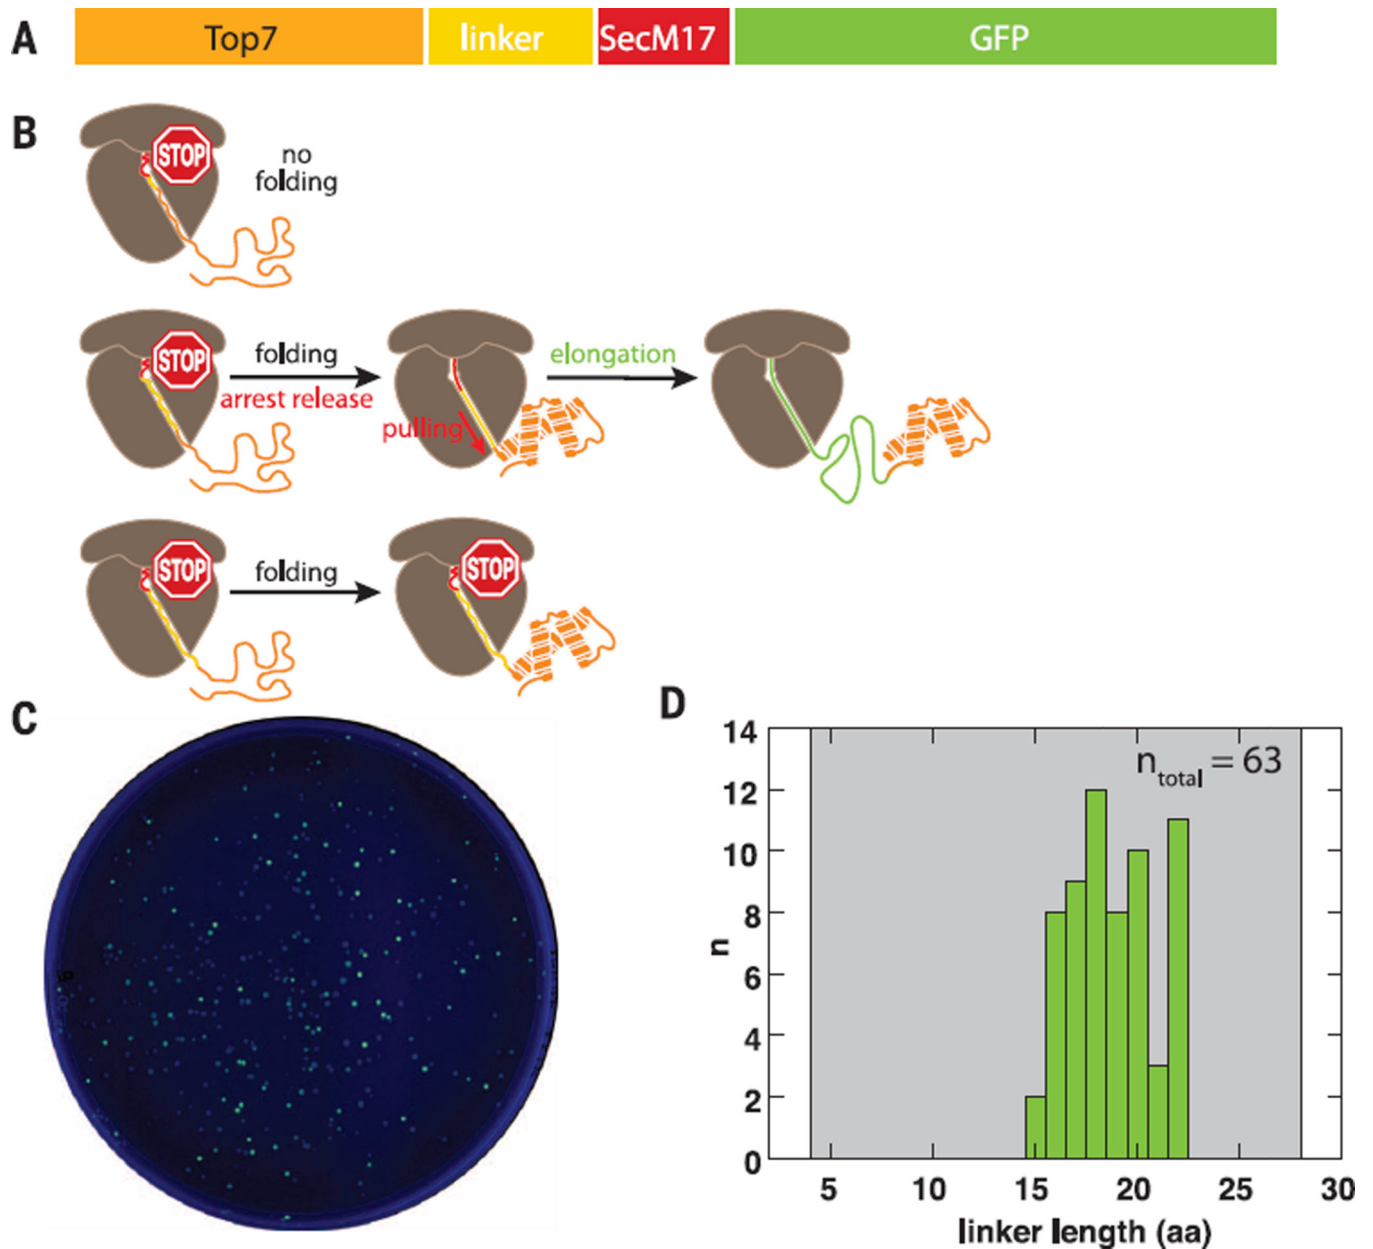 A
Top7 linker SecM17 GFP
B
STOP
no
folding
STOP
folding
arrest release
pulling
elongation
STOP
folding
STOP
C
D
n total = 63
14
12
10
8
6
4
2
0
n
5 10 15 20 25 30
linker length (aa)